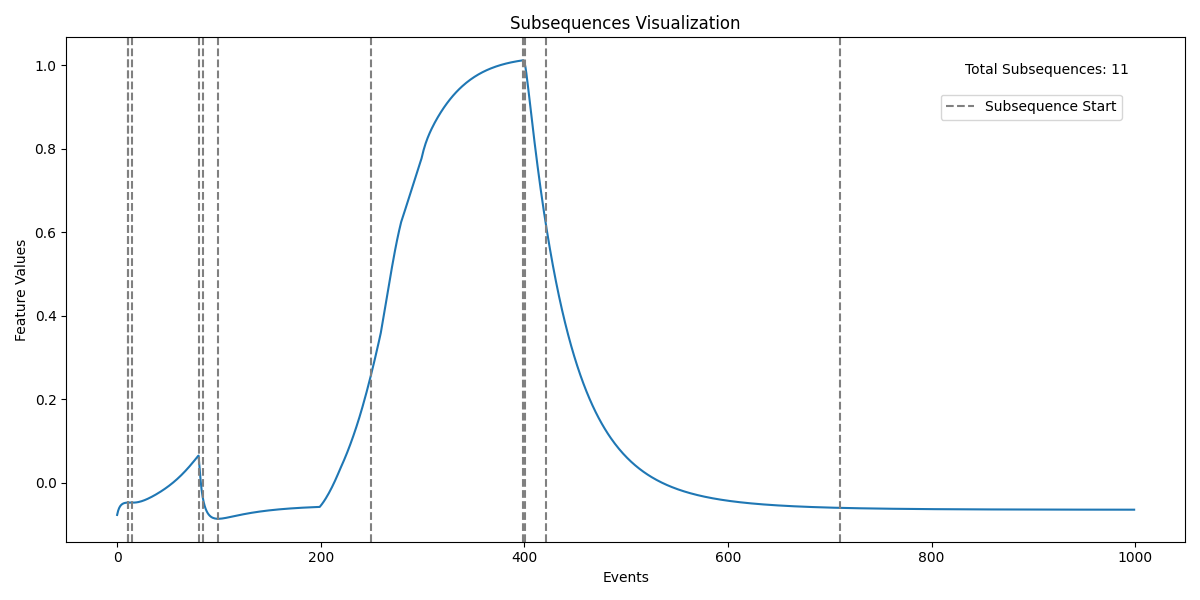 Subsequences Visualization
Total Subsequences: 11
Subsequence Start
Feature Values
1.0
0.8
0.6
0.4
0.2
0.0
0
200
400
600
800
1000
Events